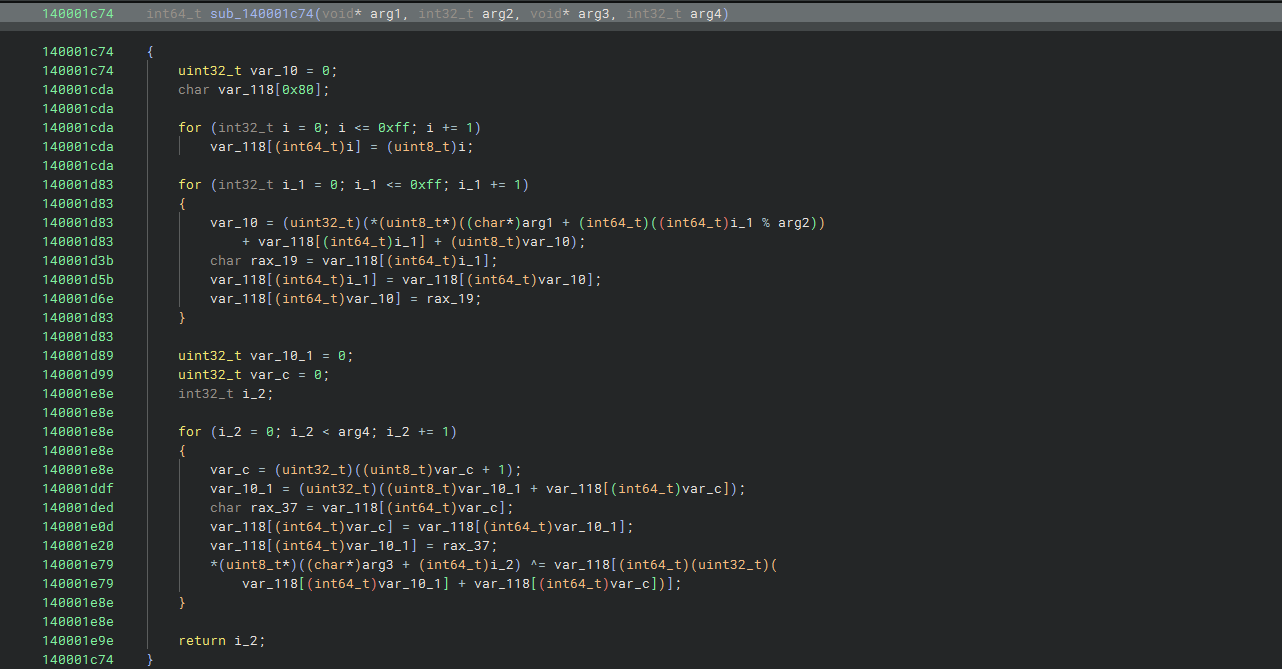 140001c74 int64_t sub_140001c74(void* arg1, int32_t arg2, void* arg3, int32_t arg4)
140001c74 {
140001c74 uint32_t var_10 = 0;
140001cda char var_118[0x80];
140001cda
140001cda for (int32_t i = 0; i <= 0xff; i += 1)
140001cda var_118[(int64_t)i] = (uint8_t)i;
140001cda
140001d83 for (int32_t i_1 = 0; i_1 <= 0xff; i_1 += 1)
140001d83 {
140001d83 var_10 = (uint32_t)(*(uint8_t*)((char*)arg1 + (int64_t)((int64_t)i_1 % arg2))
140001d83 + var_118[(int64_t)i_1] + (uint8_t)var_10);
140001d3b char rax_19 = var_118[(int64_t)i_1];
140001d5b var_118[(int64_t)i_1] = var_118[(int64_t)var_10];
140001d6e var_118[(int64_t)var_10] = rax_19;
140001d83 }
140001d83
140001d89 uint32_t var_10_1 = 0;
140001d99 uint32_t var_c = 0;
140001e8e int32_t i_2;
140001e8e
140001e8e for (i_2 = 0; i_2 < arg4; i_2 += 1)
140001e8e {
140001e8e var_c = (uint32_t)((uint8_t)var_c + 1);
140001ddf var_10_1 = (uint32_t)((uint8_t)var_10_1 + var_118[(int64_t)var_c]);
140001ded char rax_37 = var_118[(int64_t)var_c];
140001e0d var_118[(int64_t)var_c] = var_118[(int64_t)var_10_1];
140001e20 var_118[(int64_t)var_10_1] = rax_37;
140001e79 *(uint8_t*)((char*)arg3 + (int64_t)i_2) ^= var_118[(int64_t)(uint32_t)(
140001e79 var_118[(int64_t)var_10_1] + var_118[(int64_t)var_c])];
140001e8e }
140001e8e
140001e9e return i_2;
140001c74 }